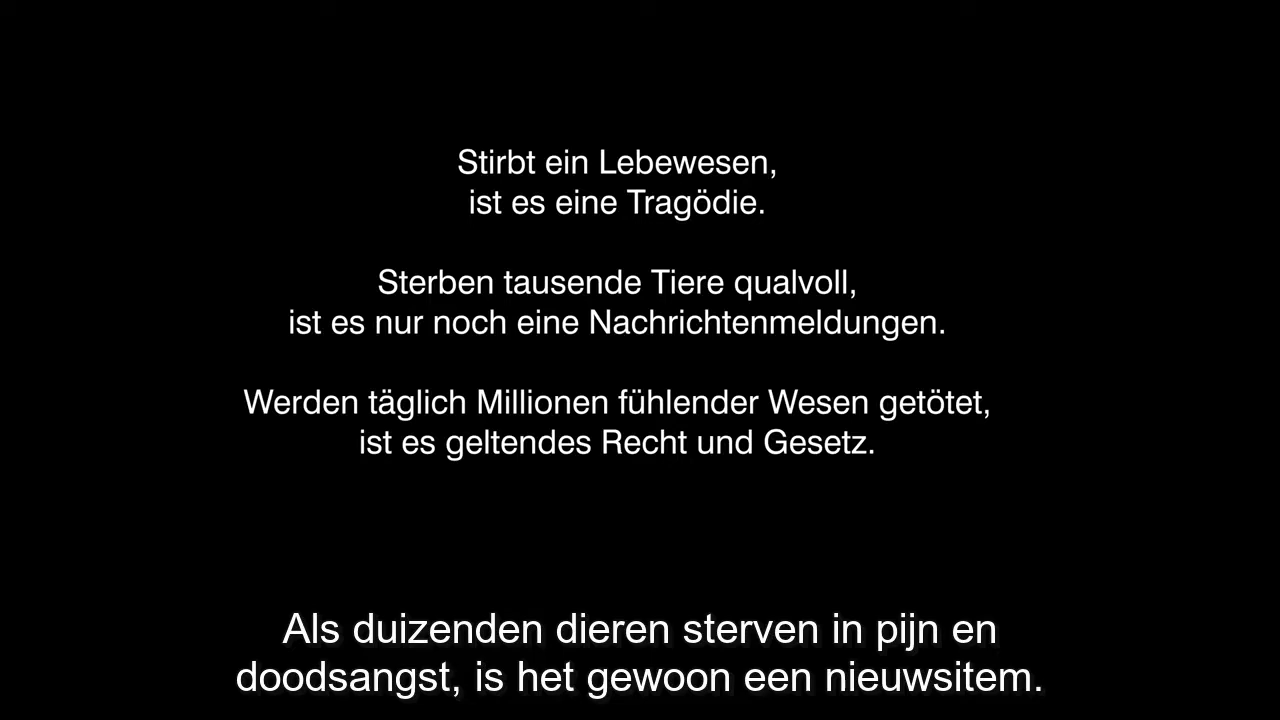 Stirbt ein Lebewesen,
ist es eine Tragödie.
Sterben tausende Tiere qualvoll,
ist es nur noch eine Nachrichtenmeldungen.
Werden täglich Millionen fühlender Wesen getötet,
ist es geltendes Recht und Gesetz.
Als duizenden dieren sterven in pijn en
doodsangst, is het gewoon een nieuwsitem.